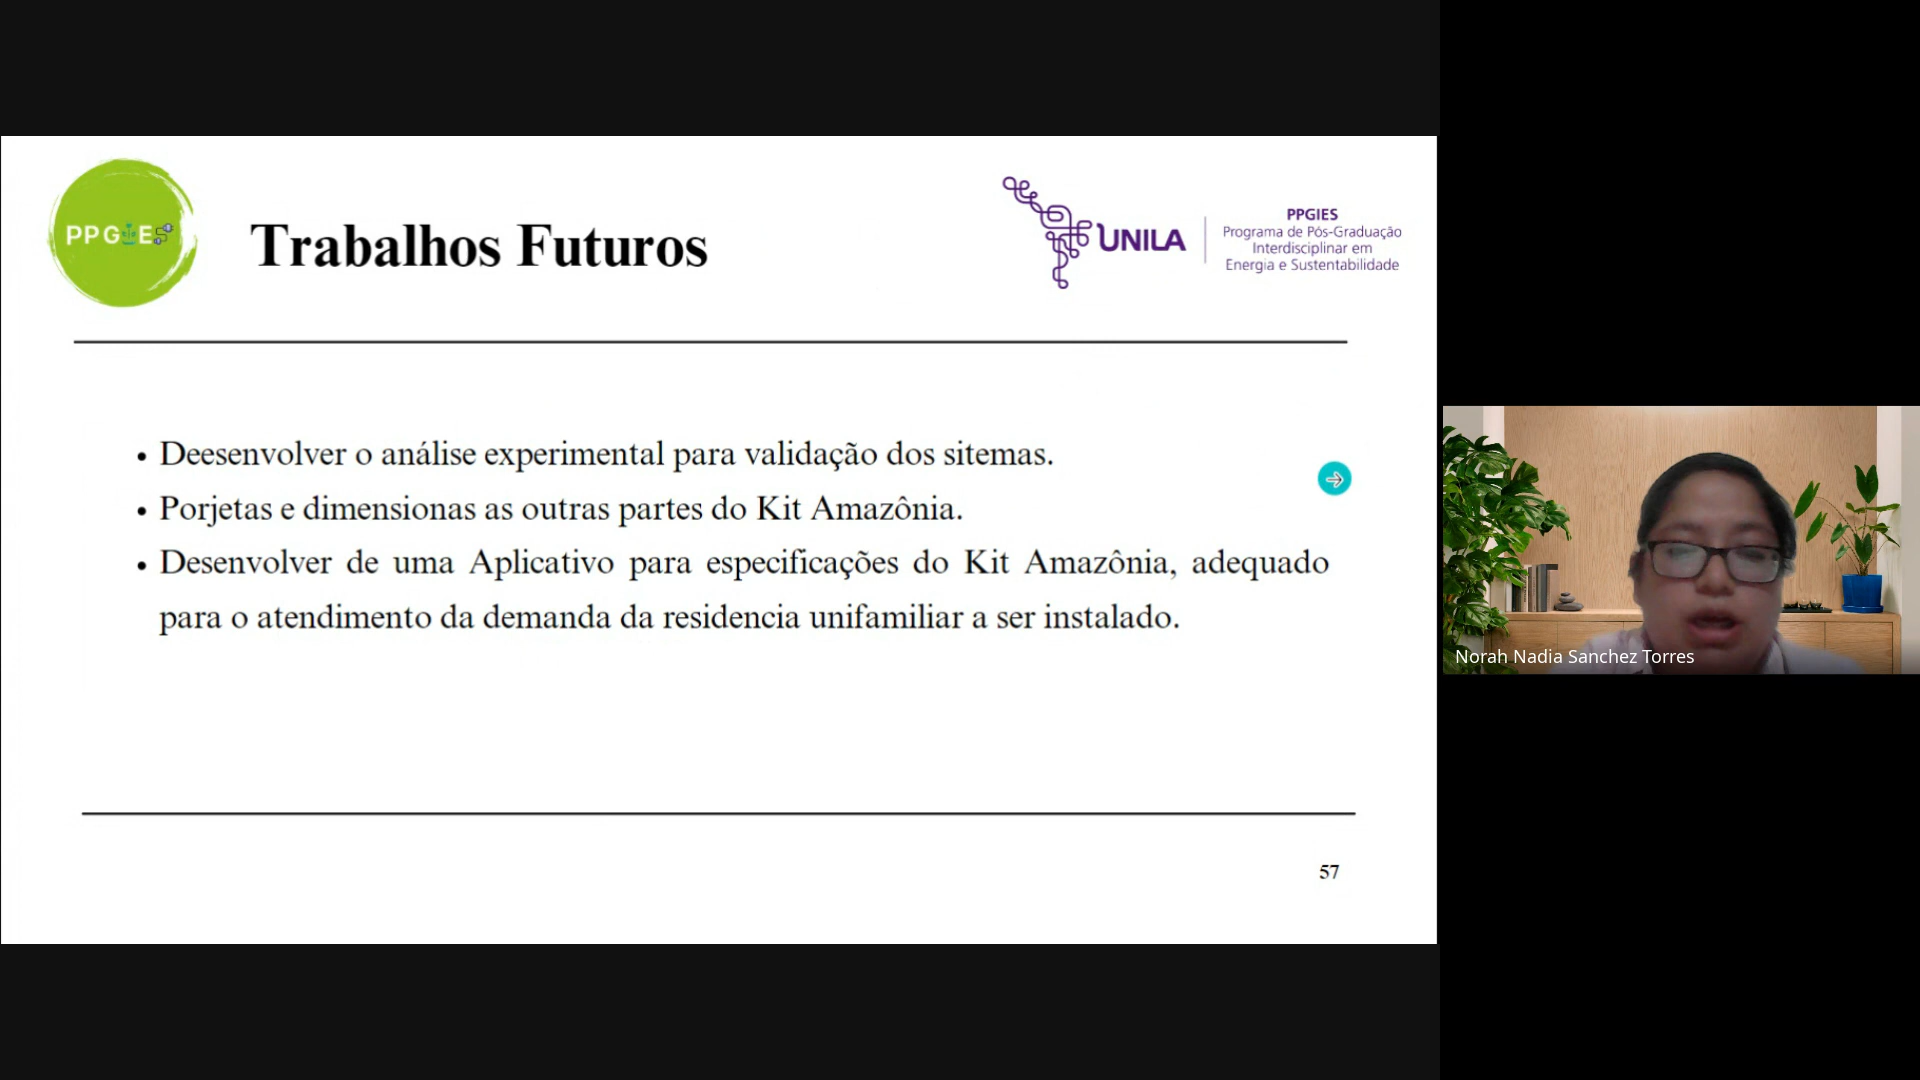 PPGIES
Trabalhos Futuros
UNILA
PPGIES
Programa de Pós-Graduação
Interdisciplinar em
Energia e Sustentabilidade
• Deesenvolver o análise experimental para validação dos sitemas.
• Porjetas e dimensionas as outras partes do Kit Amazônia.
• Desenvolver de uma Aplicativo para especificações do Kit Amazônia, adequado
para o atendimento da demanda da residencia unifamiliar a ser instalado.
57
Norah Nadia Sanchez Torres